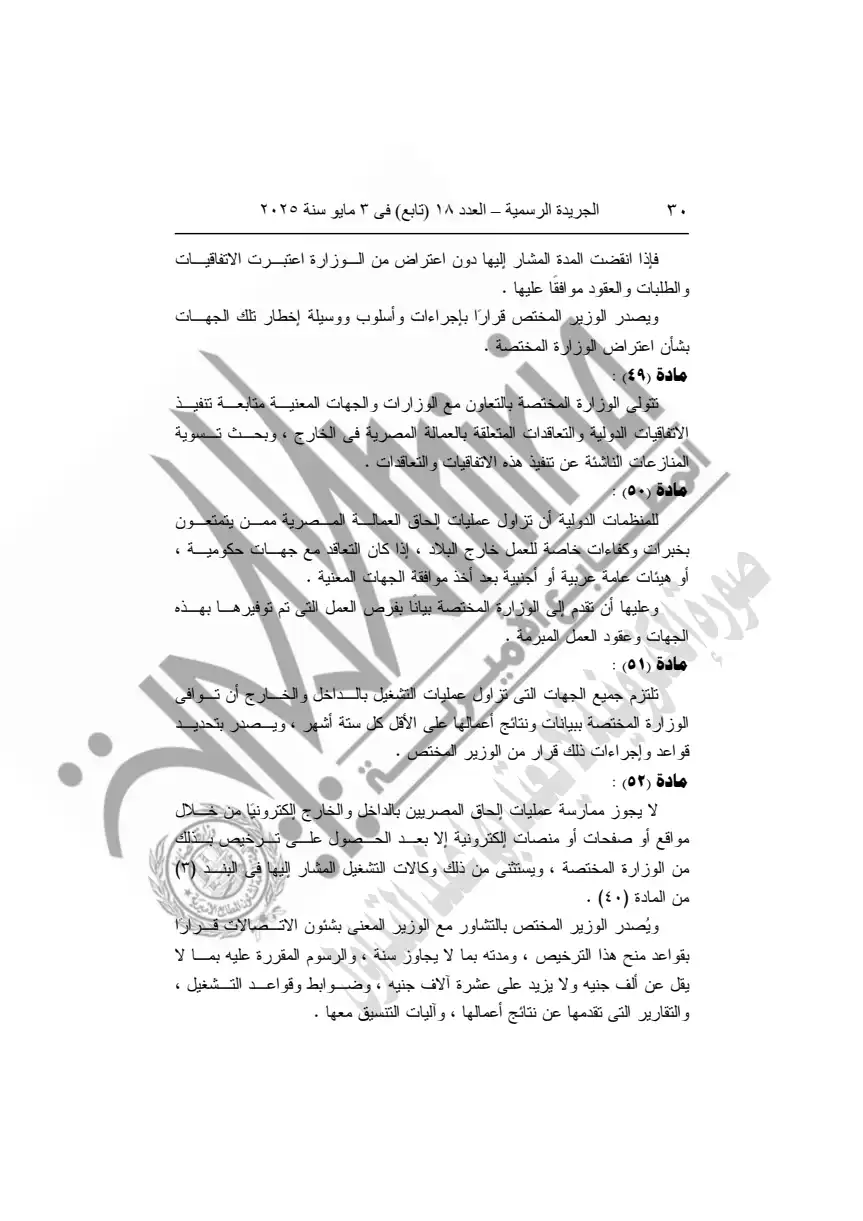 ٣٠ الجريدة الرسمية – العدد ١٨ (تابع) فى ٣ مايو سنة ٢٠٢٥
فإذا انقضت المدة المشار إليها دون اعتراض من الوزارة اعتبرت الاتفاقيات
والطلبات والعقود موافقًا عليها .
ويصدر الوزير المختص قرارًا بإجراءات وأسلوب ووسيلة إخطار تلك الجهات
بشأن اعتراض الوزارة المختصة .
مادة (٤٩) :
تتولى الوزارة المختصة بالتعاون مع الوزارات والجهات المعنية متابعة تنفيذ
الاتفاقيات الدولية والتعاقدات المتعلقة بالعمالة المصرية فى الخارج ، وبحث تسوية
المنازعات الناشئة عن تنفيذ هذه الاتفاقيات والتعاقدات .
مادة (٥٠) :
للمنظمات الدولية أن تزاول عمليات إلحاق العمالة المصرية ممن يتمتعون
بخبرات وكفاءات خاصة للعمل خارج البلاد ، إذا كان التعاقد مع جهات حكومية ،
أو هيئات عامة عربية أو أجنبية بعد أخذ موافقة الجهات المعنية .
وعليها أن تقدم إلى الوزارة المختصة بيانًا بفرص العمل التى تم توفيرها بهذه
الجهات وعقود العمل المبرمة .
مادة (٥١) :
تلتزم جميع الجهات التى تزاول عمليات التشغيل بالداخل والخارج أن توافى
الوزارة المختصة ببيانات ونتائج أعمالها على الأقل كل ستة أشهر ، ويصدر بتحديد
قواعد وإجراءات ذلك قرار من الوزير المختص .
مادة (٥٢) :
لا يجوز ممارسة عمليات إلحاق المصريين بالداخل والخارج إلكترونيًا من خلال
مواقع أو صفحات أو منصات إلكترونية إلا بعد الحصول على ترخيص بذلك
من الوزارة المختصة ، ويستثنى من ذلك وكالات التشغيل المشار إليها فى البند (٣)
من المادة (٤٠) .
ويُصدر الوزير المختص بالتشاور مع الوزير المعنى بشئون الاتصالات قرارًا
بقواعد منح هذا الترخيص ، ومدته بما لا يجاوز سنة ، والرسوم المقررة عليه بما لا
يقل عن ألف جنيه ولا يزيد على عشرة آلاف جنيه ، وضوابط وقواعد التشغيل ،
والتقارير التى تقدمها عن نتائج أعمالها ، وآليات التنسيق معها .
المطابع الأميرية
صورة إلكترونية لا يعتد بها عند التداول